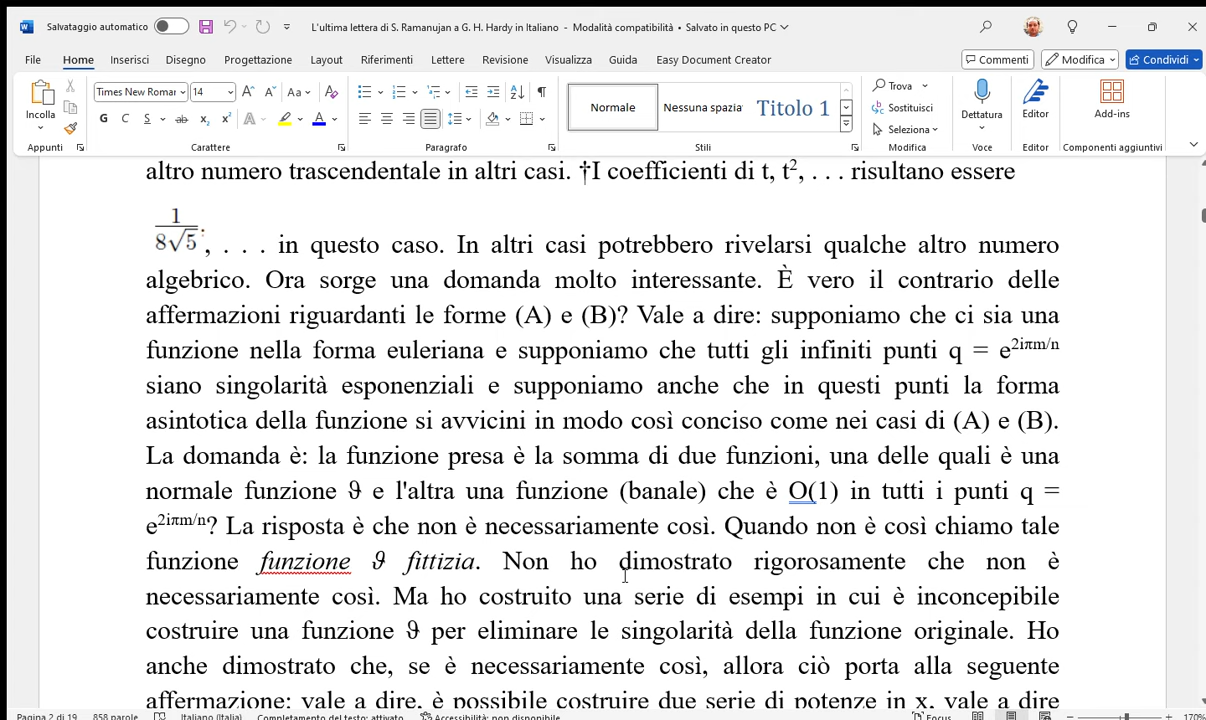 Salvataggio automatico
L'ultima lettera di S. Ramanujan a G. H. Hardy in Italiano - Modalità compatibilità • Salvato in questo PC
File Home Inserisci Disegno Progettazione Layout Riferimenti Lettere Revisione Visualizza Guida Easy Document Creator Commenti Modifica Condividi
Incolla
Times New Romar 14 A A Aa A
G C S ab x₂ x² A A
Normale Nessuna spazia Titolo 1
Trova
Sostituisci
Seleziona
Dettatura Editor Add-ins
Appunti Carattere Paragrafo Stili Modifica Voce Editor Componenti aggiuntivi
altro numero trascendentale in altri casi. †I coefficienti di t, t², . . . risultano essere
1/8√5, . . . in questo caso. In altri casi potrebbero rivelarsi qualche altro numero
algebrico. Ora sorge una domanda molto interessante. È vero il contrario delle
affermazioni riguardanti le forme (A) e (B)? Vale a dire: supponiamo che ci sia una
funzione nella forma euleriana e supponiamo che tutti gli infiniti punti q = e^2iπm/n
siano singolarità esponenziali e supponiamo anche che in questi punti la forma
asintotica della funzione si avvicini in modo così conciso come nei casi di (A) e (B).
La domanda è: la funzione presa è la somma di due funzioni, una delle quali è una
normale funzione ϑ e l'altra una funzione (banale) che è O(1) in tutti i punti q =
e^2iπm/n? La risposta è che non è necessariamente così. Quando non è così chiamo tale
funzione funzione ϑ fittizia. Non ho dimostrato rigorosamente che non è
necessariamente così. Ma ho costruito una serie di esempi in cui è inconcepibile
costruire una funzione ϑ per eliminare le singolarità della funzione originale. Ho
anche dimostrato che, se è necessariamente così, allora ciò porta alla seguente
affermazione: vale a dire, è possibile costruire due serie di potenze in x, vale a dire
Pagina 2 di 19 858 parole Italiano (Italia) Completamento del testo: attivato Accessibilità: non disponibile Focus 170%